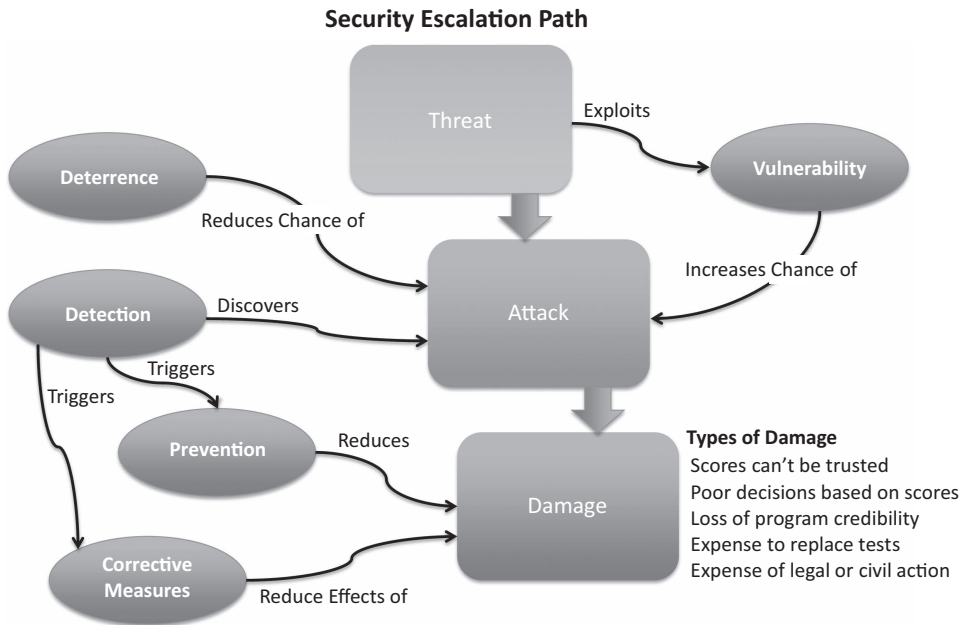 Security Escalation Path
Threat
Exploits
Vulnerability
Deterrence
Reduces Chance of
Increases Chance of
Attack
Detection
Discovers
Triggers
Triggers
Prevention
Reduces
Damage
Types of Damage
Scores can’t be trusted
Poor decisions based on scores
Loss of program credibility
Expense to replace tests
Expense of legal or civil action
Corrective
Measures
Reduce Effects of